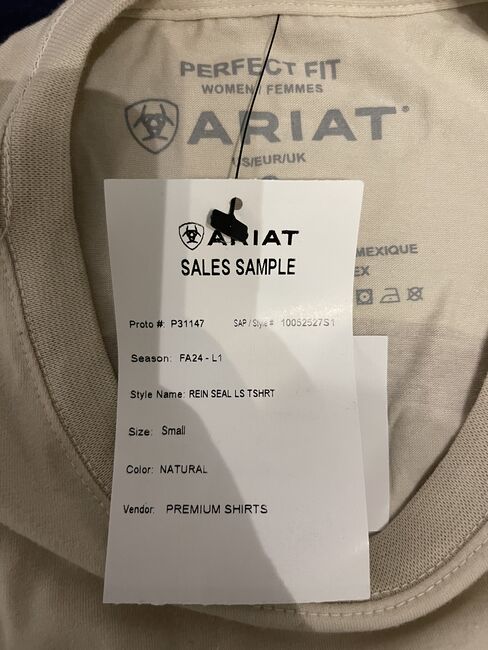 PERFECT FIT
WOMEN / FEMMES
ARIAT
US/EUR/UK
MEXIQUE
EX
ARIAT
SALES SAMPLE
Proto #: P31147 SAP / Style # 10052527S1
Season: FA24 - L1
Style Name: REIN SEAL LS TSHRT
Size: Small
Color: NATURAL
Vendor: PREMIUM SHIRTS